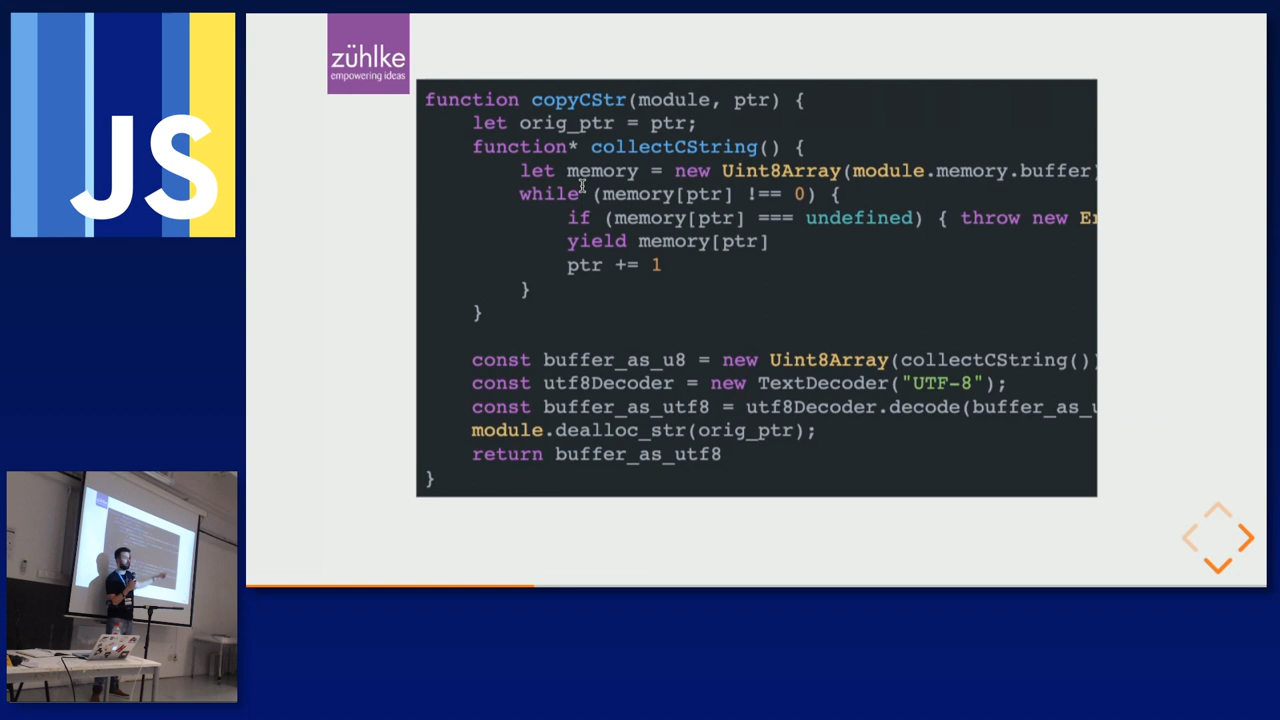 JS
zühlke
empowering ideas
function copyCStr(module, ptr) {
let orig_ptr = ptr;
function* collectCString() {
let memory = new Uint8Array(module.memory.buffer)
while (memory[ptr] !== 0) {
if (memory[ptr] === undefined) { throw new Er
yield memory[ptr]
ptr += 1
}
}
const buffer_as_u8 = new Uint8Array(collectCString())
const utf8Decoder = new TextDecoder("UTF-8");
const buffer_as_utf8 = utf8Decoder.decode(buffer_as_u
module.dealloc_str(orig_ptr);
return buffer_as_utf8
}